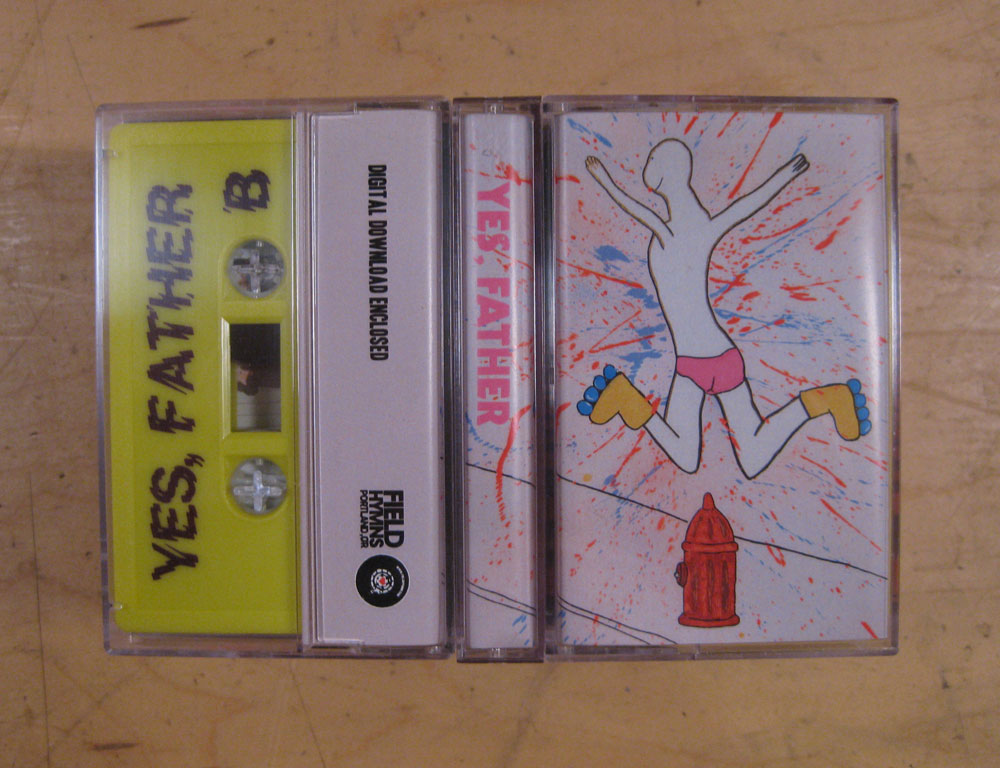 YES, FATHER
B
DIGITAL DOWNLOAD ENCLOSED
FIELD
HYMNS
PORTLAND, OR
YES, FATHER